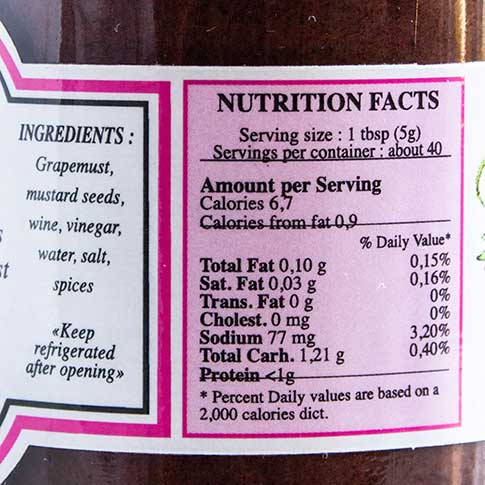 INGREDIENTS :
Grapemust,
mustard seeds,
wine, vinegar,
water, salt,
spices
«Keep
refrigerated
after opening»
NUTRITION FACTS
Serving size : 1 tbsp (5g)
Servings per container : about 40
Amount per Serving
Calories 6,7
Calories from fat 0,9
% Daily Value*
Total Fat 0,10 g 0,15%
Sat. Fat 0,03 g 0,16%
Trans. Fat 0 g 0%
Cholest. 0 mg 0%
Sodium 77 mg 3,20%
Total Carh. 1,21 g 0,40%
Protein <1g
* Percent Daily values are based on a
2,000 calories dict.